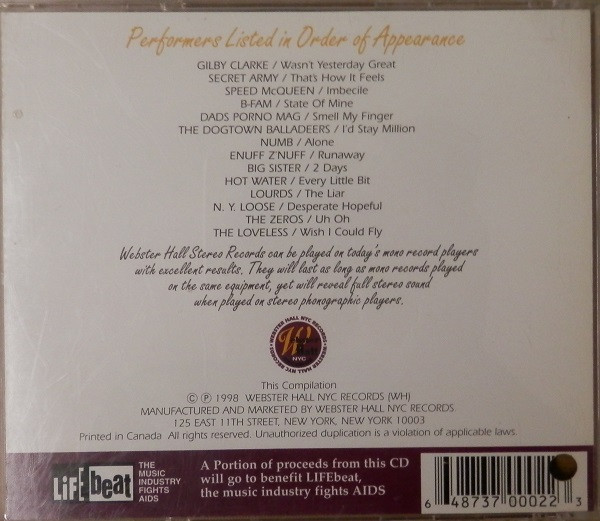 Performers Listed in Order of Appearance
GILBY CLARKE / Wasn't Yesterday Great
SECRET ARMY / That's How It Feels
SPEED McQUEEN / Imbecile
B-FAM / State Of Mine
DADS PORNO MAG / Smell My Finger
THE DOGTOWN BALLADEERS / I'd Stay Million
NUMB / Alone
ENUFF Z'NUFF / Runaway
BIG SISTER / 2 Days
HOT WATER / Every Little Bit
LOURDS / The Liar
N. Y. LOOSE / Desperate Hopeful
THE ZEROS / Uh Oh
THE LOVELESS / Wish I Could Fly
Webster Hall Stereo Records can be played on today's mono record players
with excellent results. They will last as long as mono records played
on the same equipment, yet will reveal full stereo sound
when played on stereo phonographic players.
WEBSTER HALL NYC RECORDS
NYC
This Compilation
© ℗ 1998 WEBSTER HALL NYC RECORDS (WH)
MANUFACTURED AND MARKETED BY WEBSTER HALL NYC RECORDS
125 EAST 11TH STREET, NEW YORK, NEW YORK 10003
Printed in Canada All rights reserved. Unauthorized duplication is a violation of applicable laws.
LIFEbeat
THE
MUSIC
INDUSTRY
FIGHTS
AIDS
A Portion of proceeds from this CD
will go to benefit LIFEbeat,
the music industry fights AIDS
6 48737 00022 3